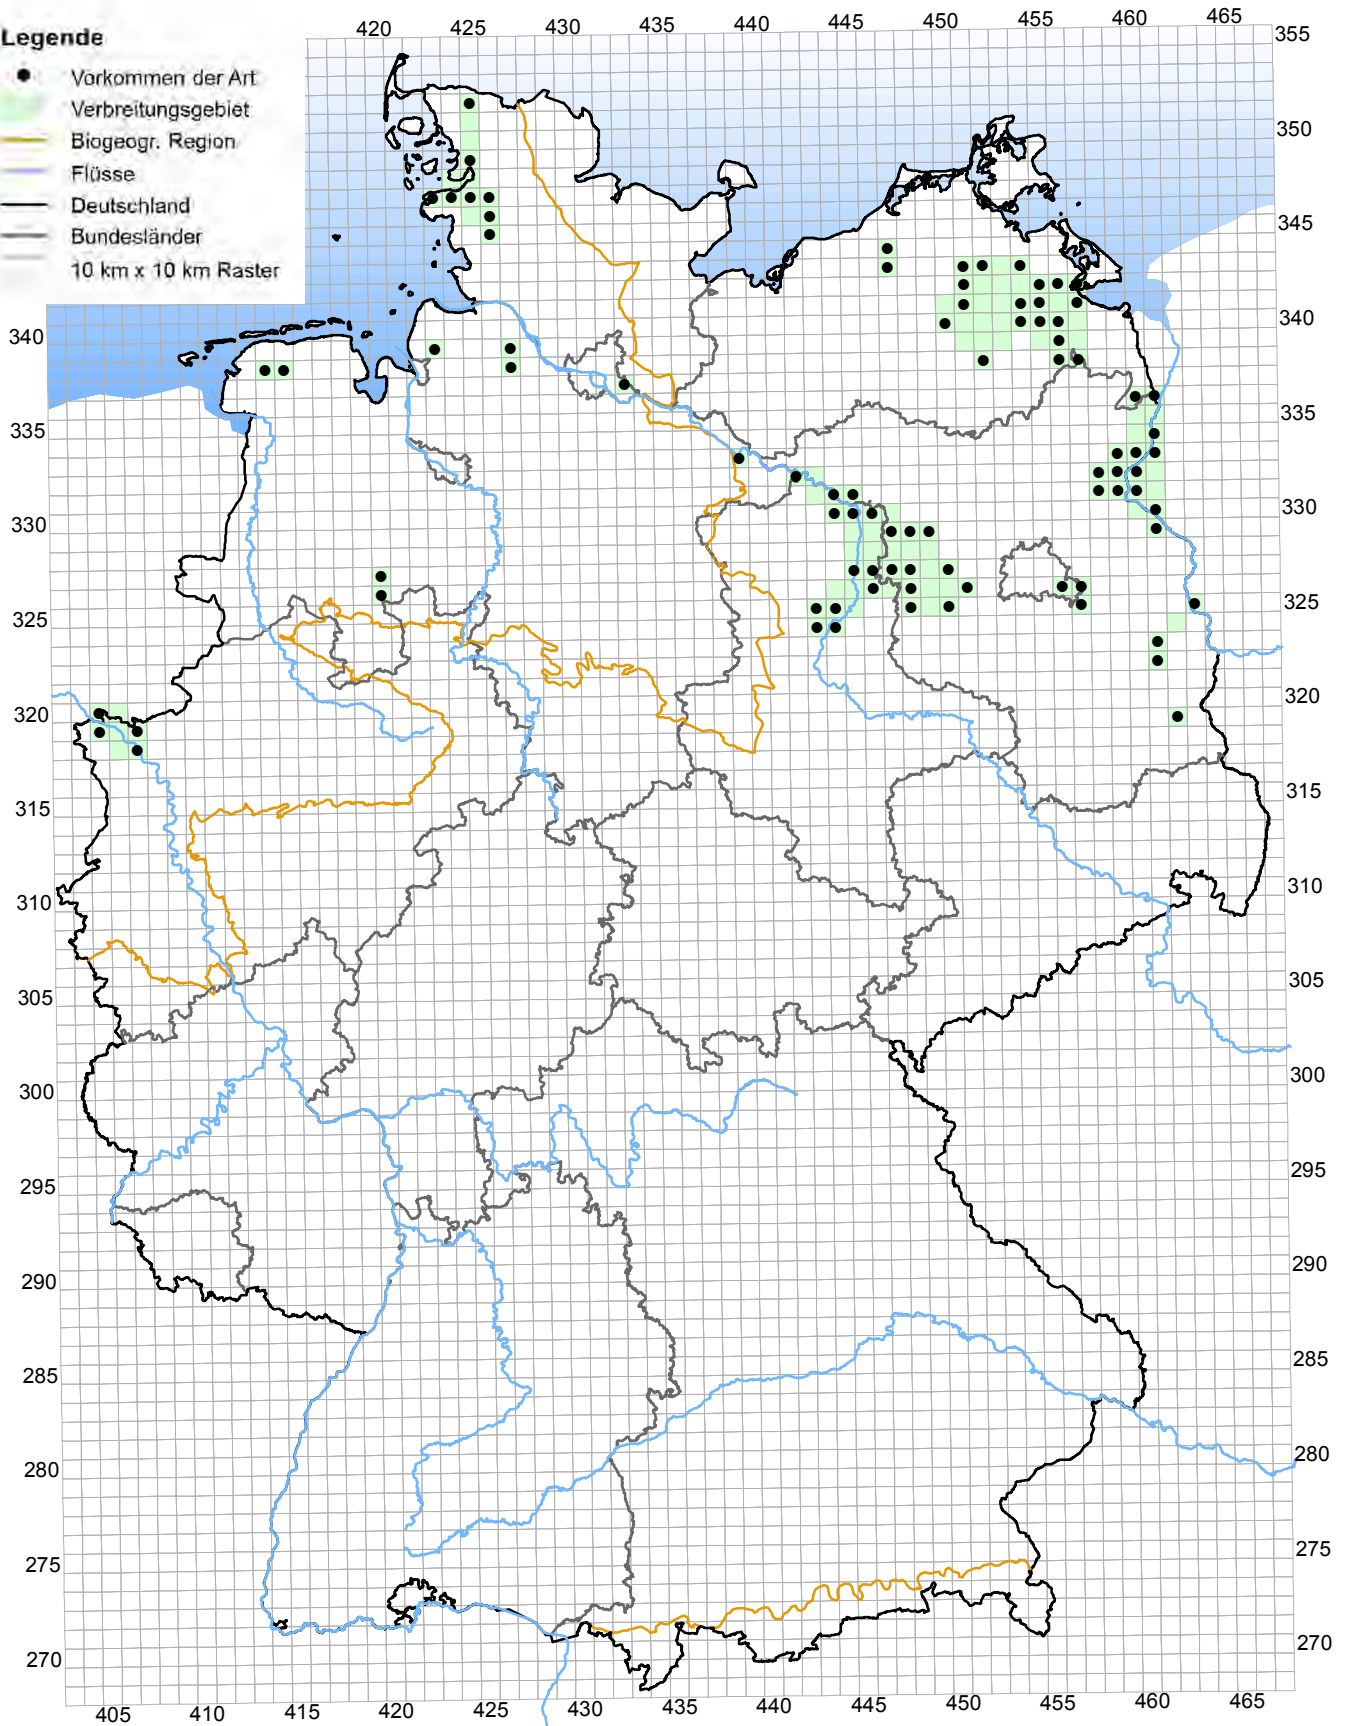 Legende
Vorkommen der Art
Verbreitungsgebiet
Biogeogr. Region
Flüsse
Deutschland
Bundesländer
10 km x 10 km Raster
420 425 430 435 440 445 450 455 460 465
355
350
345
340 340
335 335
330 330
325 325
320 320
315 315
310 310
305 305
300 300
295 295
290 290
285 285
280 280
275 275
270 270
405 410 415 420 425 430 435 440 445 450 455 460 465